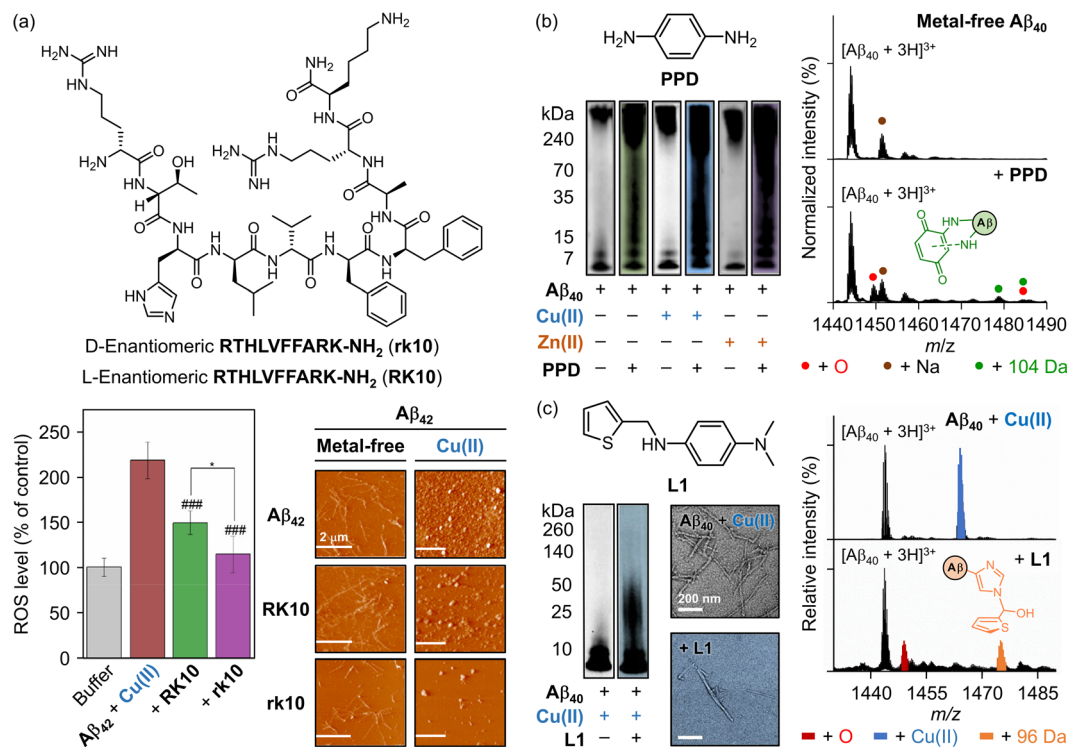 (a)
NH₂
NH
H₂N
NH
HN
NH₂
O
H₂N
O
NH
OH
NH
O
H
N
H₂N
NH
NH
O
HN
O
NH
O
O
H
N
O
N
H
O
H
N
O
N
H
O
HN
N
D-Enantiomeric RTHLVFFARK-NH₂ (rk10)
L-Enantiomeric RTHLVFFARK-NH₂ (RK10)
ROS level (% of control)
250
200
150
100
50
0
*
###
###
Buffer
Aβ₄₂ + Cu(II)
+ RK10
+ rk10
Aβ₄₂
Metal-free
Cu(II)
Aβ₄₂
2 μm
RK10
rk10
(b)
H₂N
NH₂
PPD
kDa
240
70
35
15
7
Aβ₄₀ + + + + + +
Cu(II) – – + + – –
Zn(II) – – – – + +
PPD – + – + – +
Normalized intensity (%)
Metal-free Aβ₄₀
[Aβ₄₀ + 3H]³⁺
+ PPD
[Aβ₄₀ + 3H]³⁺
O
HN
Aβ
NH
O
1440 1450 1460 1470 1480 1490
m/z
+ O
+ Na
+ 104 Da
(c)
S
HN
N
L1
kDa
260
140
50
25
10
Aβ₄₀ + +
Cu(II) + +
L1 – +
Aβ₄₀ + Cu(II)
200 nm
+ L1
Relative intensity (%)
Aβ₄₀ + Cu(II)
[Aβ₄₀ + 3H]³⁺
[Aβ₄₀ + 3H]³⁺
+ L1
Aβ
N
N
OH
S
1440 1455 1470 1485
m/z
+ O
+ Cu(II)
+ 96 Da